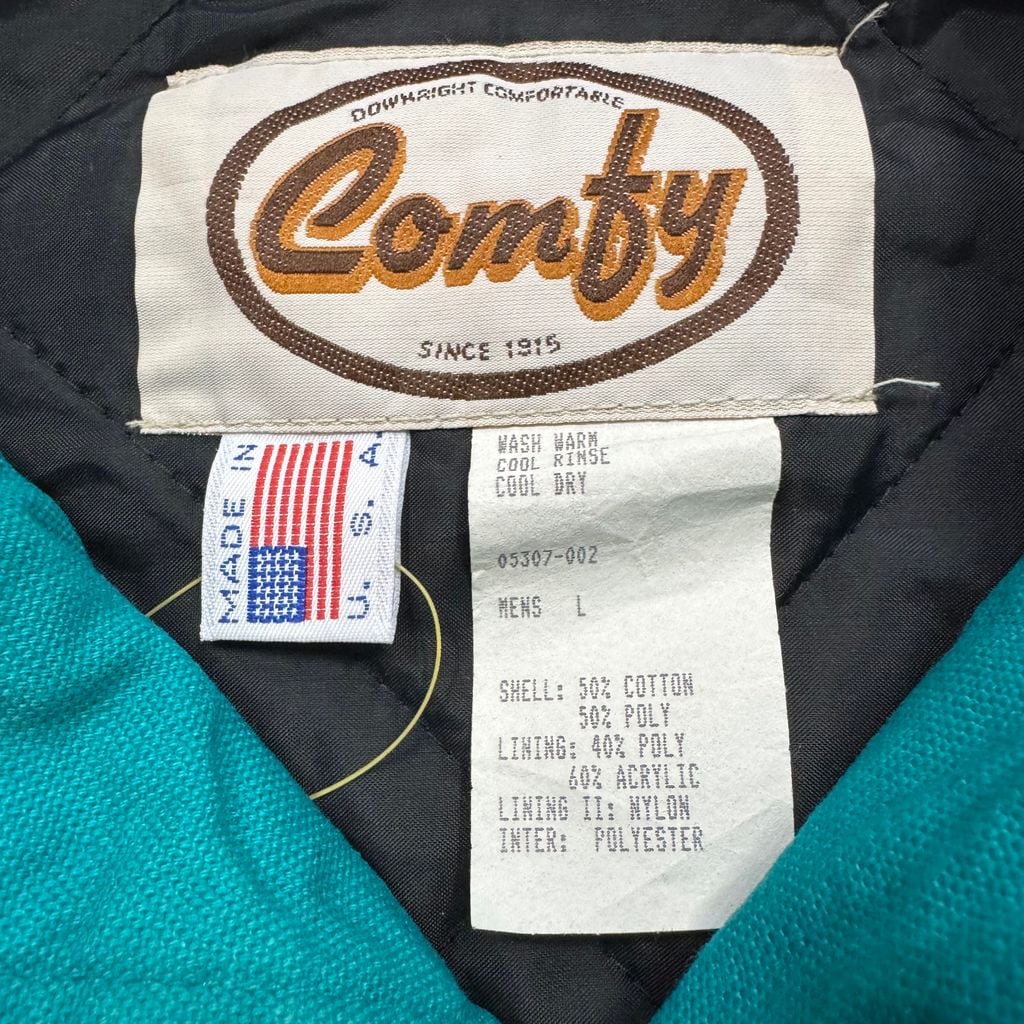 DOWNRIGHT COMFORTABLE
Comfy
SINCE 1915
MADE IN
U. S. A.
WASH WARM
COOL RINSE
COOL DRY
05307-002
MENS L
SHELL: 50% COTTON
50% POLY
LINING: 40% POLY
60% ACRYLIC
LINING II: NYLON
INTER: POLYESTER